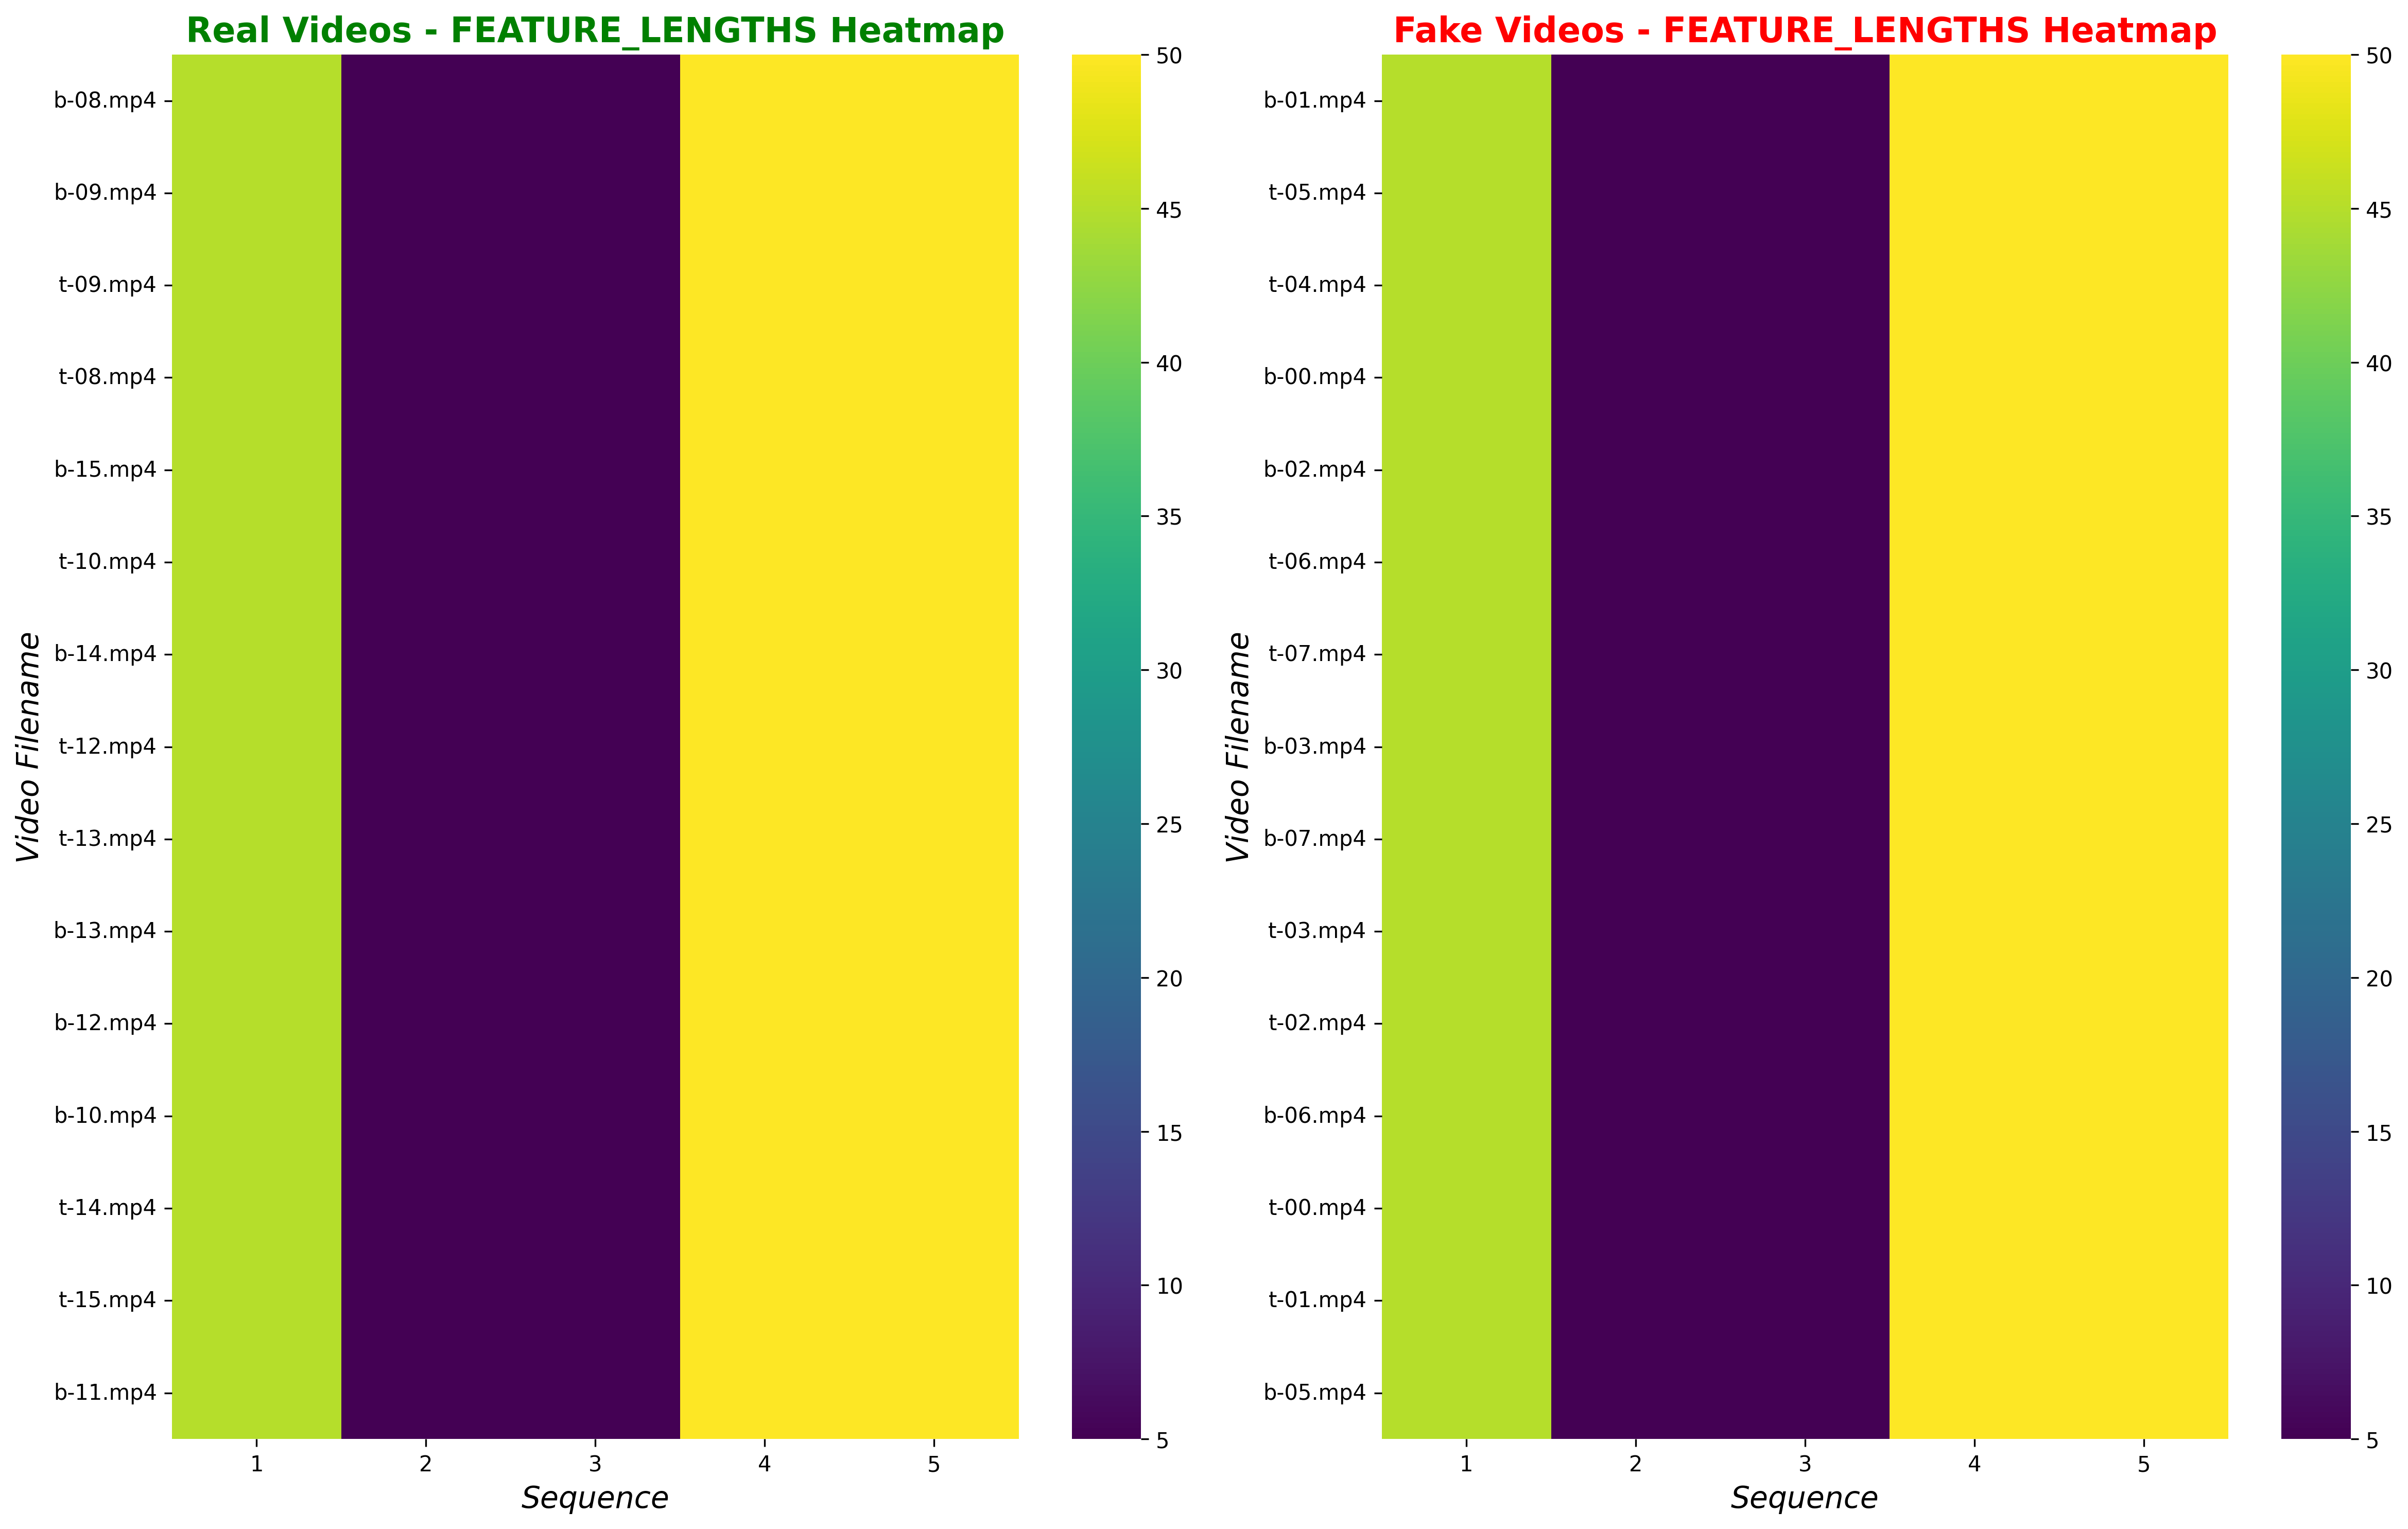 Real Videos - FEATURE_LENGTHS Heatmap
Video Filename
b-08.mp4
b-09.mp4
t-09.mp4
t-08.mp4
b-15.mp4
t-10.mp4
b-14.mp4
t-12.mp4
t-13.mp4
b-13.mp4
b-12.mp4
b-10.mp4
t-14.mp4
t-15.mp4
b-11.mp4
1 2 3 4 5
Sequence
50
45
40
35
30
25
20
15
10
5
Fake Videos - FEATURE_LENGTHS Heatmap
Video Filename
b-01.mp4
t-05.mp4
t-04.mp4
b-00.mp4
b-02.mp4
t-06.mp4
t-07.mp4
b-03.mp4
b-07.mp4
t-03.mp4
t-02.mp4
b-06.mp4
t-00.mp4
t-01.mp4
b-05.mp4
1 2 3 4 5
Sequence
50
45
40
35
30
25
20
15
10
5